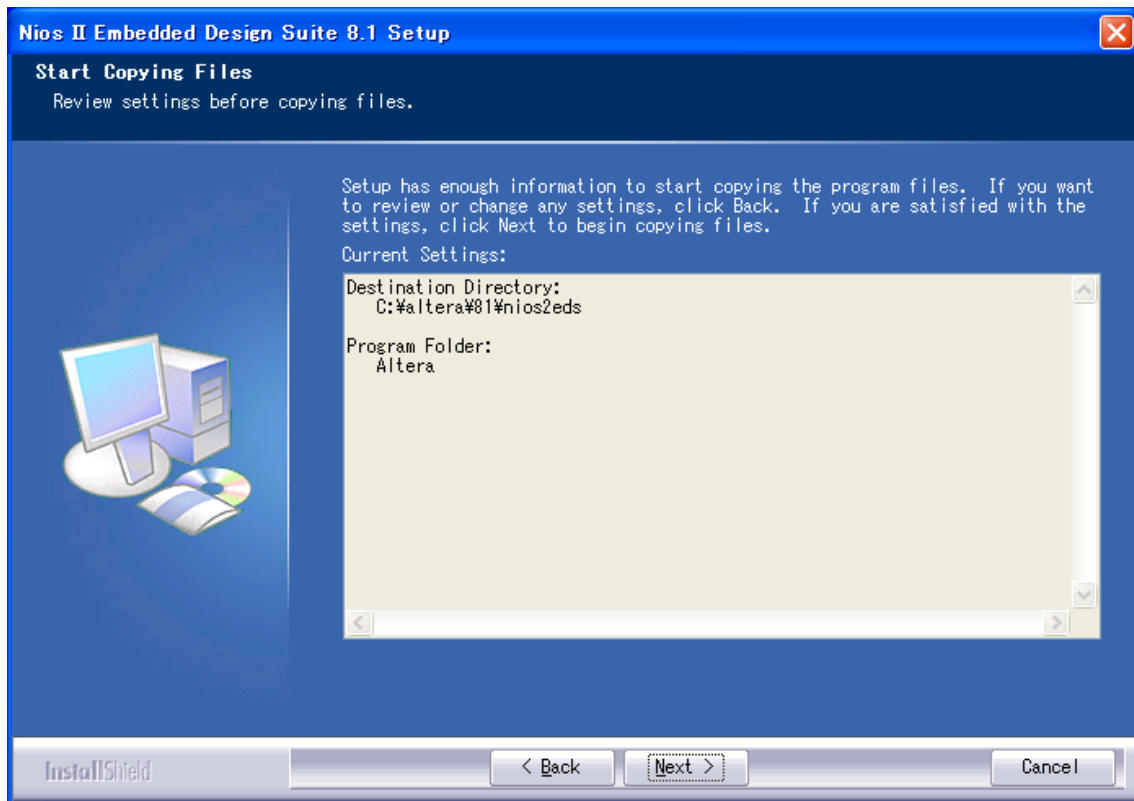 Nios II Embedded Design Suite 8.1 Setup
Start Copying Files
Review settings before copying files.
Setup has enough information to start copying the program files.  If you want
to review or change any settings, click Back.  If you are satisfied with the
settings, click Next to begin copying files.
Current Settings:
Destination Directory:
C:¥altera¥81¥nios2eds
Program Folder:
Altera
InstallShield
< Back
Next >
Cancel